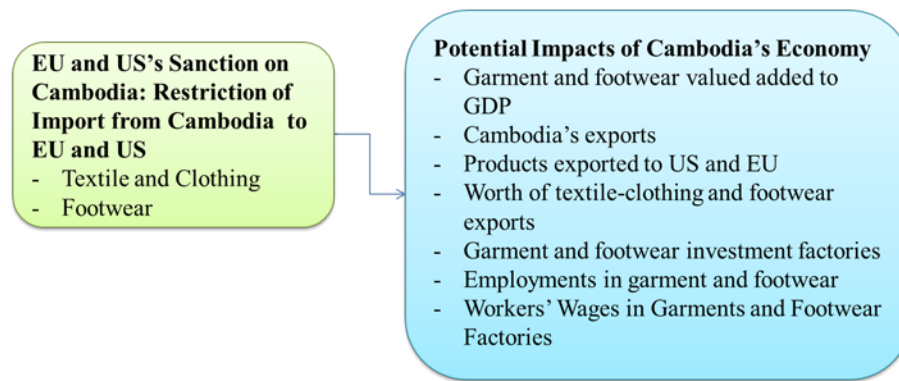 EU and US's Sanction on
Cambodia: Restriction of
Import from Cambodia to
EU and US
- Textile and Clothing
- Footwear
Potential Impacts of Cambodia's Economy
- Garment and footwear valued added to
GDP
- Cambodia's exports
- Products exported to US and EU
- Worth of textile-clothing and footwear
exports
- Garment and footwear investment factories
- Employments in garment and footwear
- Workers' Wages in Garments and Footwear
Factories